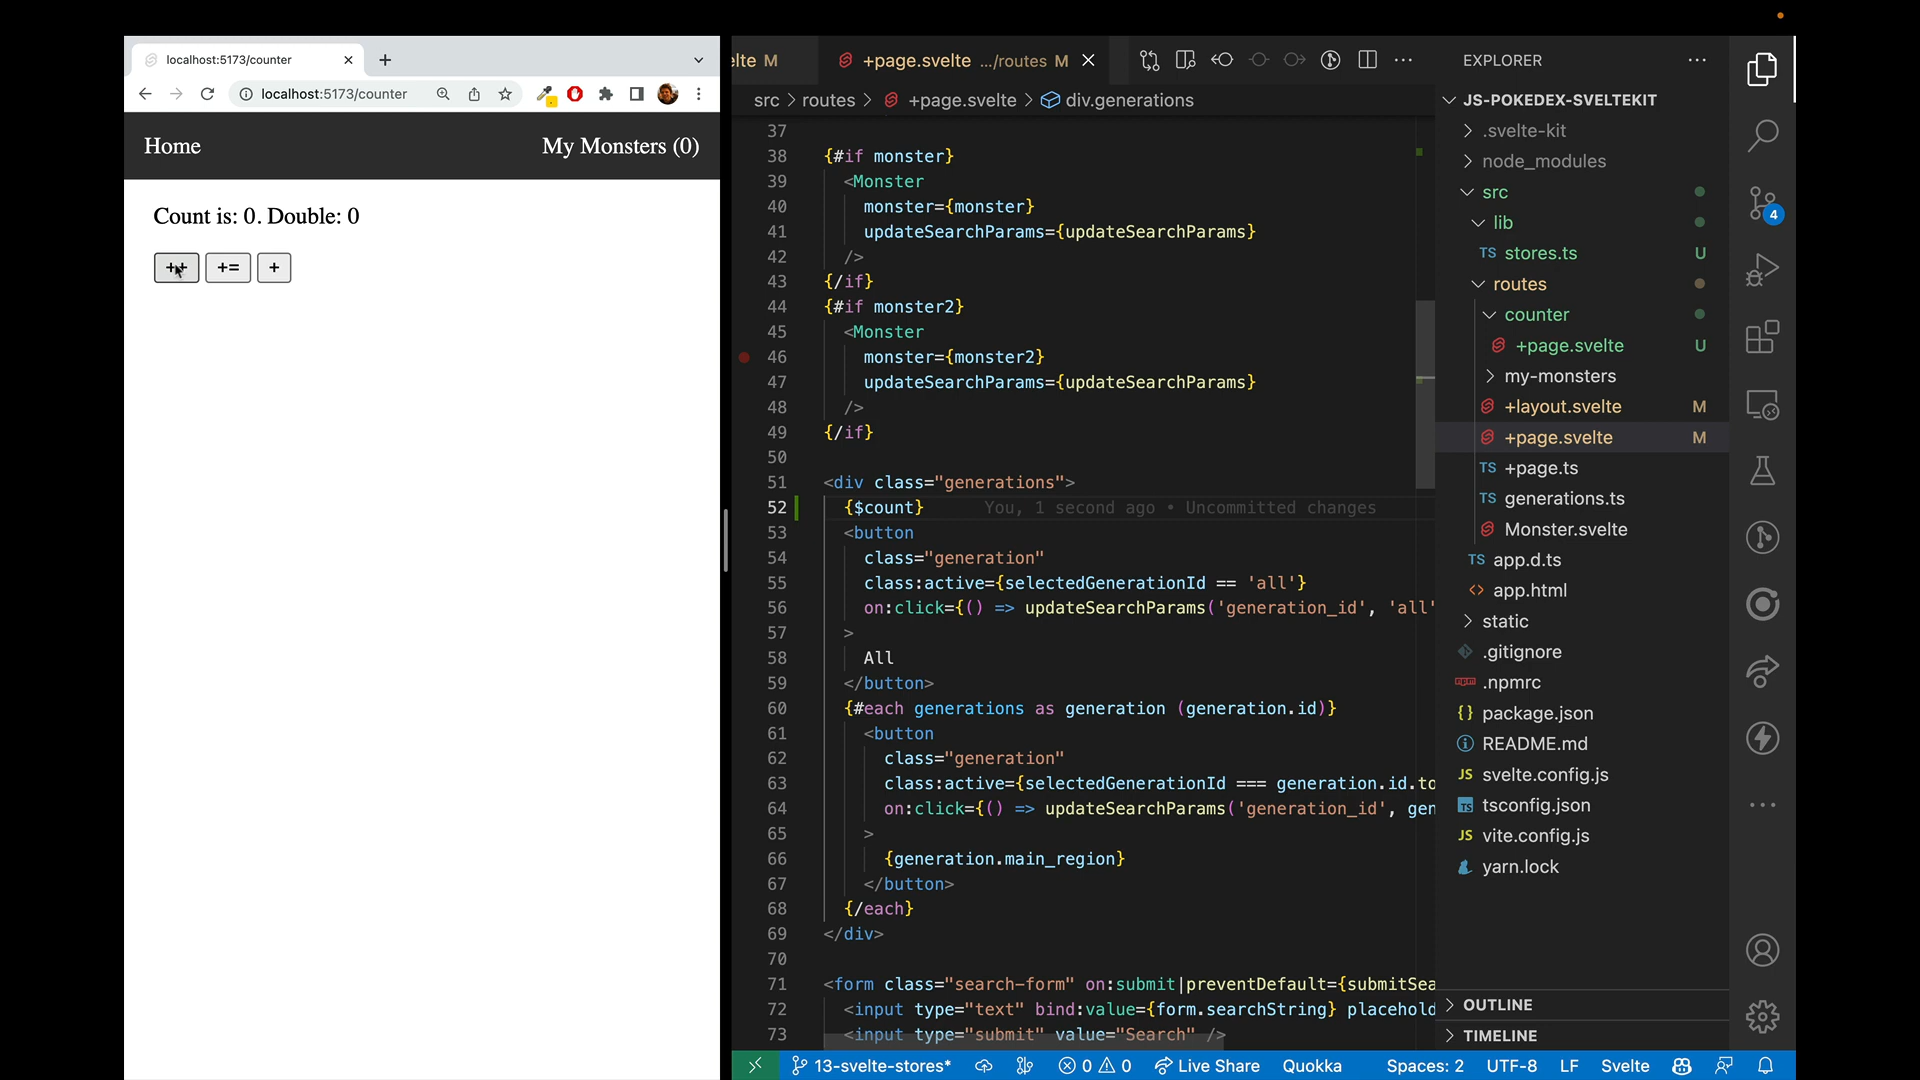 localhost:5173/counter
localhost:5173/counter
Home
My Monsters (0)
Count is: 0. Double: 0
++
+=
+
elte M
+page.svelte .../routes M
src > routes > +page.svelte > div.generations
37
38 {#if monster}
39 <Monster
40 monster={monster}
41 updateSearchParams={updateSearchParams}
42 />
43 {/if}
44 {#if monster2}
45 <Monster
46 monster={monster2}
47 updateSearchParams={updateSearchParams}
48 />
49 {/if}
50
51 <div class="generations">
52 {$count} You, 1 second ago • Uncommitted changes
53 <button
54 class="generation"
55 class:active={selectedGenerationId == 'all'}
56 on:click={() => updateSearchParams('generation_id', 'all'
57 >
58 All
59 </button>
60 {#each generations as generation (generation.id)}
61 <button
62 class="generation"
63 class:active={selectedGenerationId === generation.id.to
64 on:click={() => updateSearchParams('generation_id', gen
65 >
66 {generation.main_region}
67 </button>
68 {/each}
69 </div>
70
71 <form class="search-form" on:submit|preventDefault={submitSea
72 <input type="text" bind:value={form.searchString} placehold
73 <input type="submit" value="Search" />
EXPLORER
JS-POKEDEX-SVELTEKIT
.svelte-kit
node_modules
src
lib
TS stores.ts U
routes
counter
+page.svelte U
my-monsters
+layout.svelte M
+page.svelte M
TS +page.ts
TS generations.ts
Monster.svelte
TS app.d.ts
<> app.html
static
.gitignore
npm .npmrc
{} package.json
README.md
JS svelte.config.js
TS tsconfig.json
JS vite.config.js
yarn.lock
OUTLINE
TIMELINE
4
13-svelte-stores*
0
0
Live Share
Quokka
Spaces: 2
UTF-8
LF
Svelte